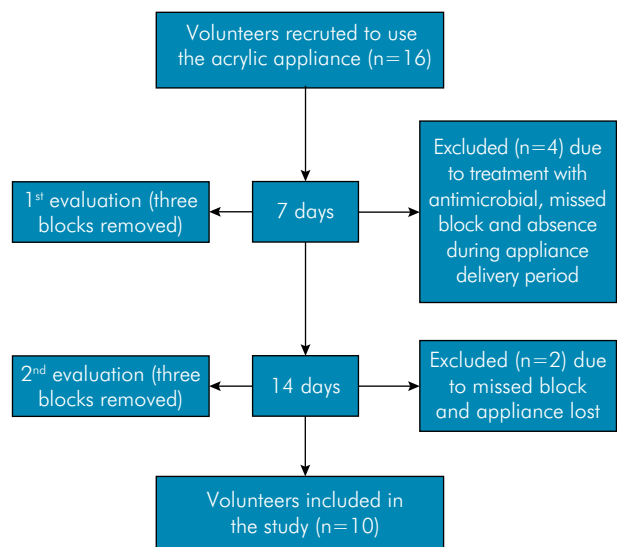 Volunteers recruted to use
the acrylic appliance (n=16)
1st evaluation (three
blocks removed)
7 days
Excluded (n=4) due
to treatment with
antimicrobial, missed
block and absence
during appliance
delivery period
2nd evaluation (three
blocks removed)
14 days
Excluded (n=2) due
to missed block
and appliance lost
Volunteers included in
the study (n=10)